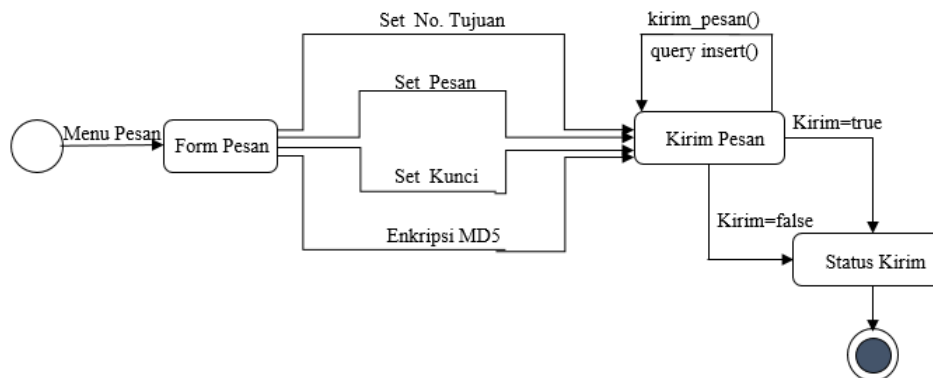 Set No. Tujuan
kirim_pesan()
query insert()
Set Pesan
Menu Pesan
Form Pesan
Kirim Pesan
Kirim=true
Set Kunci
Kirim=false
Enkripsi MD5
Status Kirim